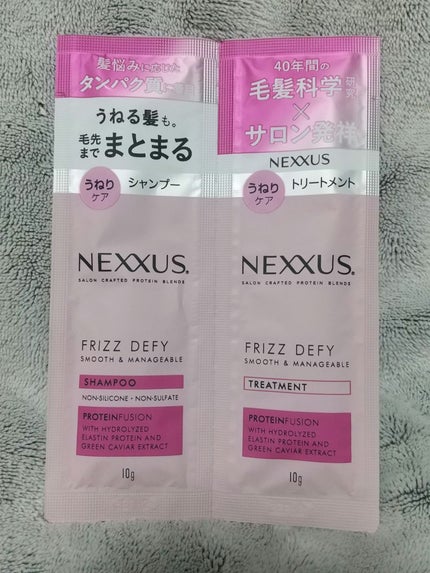 髪悩みに応じた
タンパク質
うねる髪も。
毛先
まで まとまる
うねり
ケア
シャンプー
NEXXUS.
SALON CRAFTED PROTEIN BLENDS
FRIZZ DEFY
SMOOTH & MANAGEABLE
SHAMPOO
NON-SILICONE • NON-SULFATE
PROTEINFUSION
WITH HYDROLYZED
ELASTIN PROTEIN AND
GREEN CAVIAR EXTRACT
10g
40年間の
毛髪科学研究
×
サロン発祥
NEXXUS
うねり
ケア
トリートメント
NEXXUS.
SALON CRAFTED PROTEIN BLENDS
FRIZZ DEFY
SMOOTH & MANAGEABLE
TREATMENT
PROTEINFUSION
WITH HYDROLYZED
ELASTIN PROTEIN AND
GREEN CAVIAR EXTRACT
10g